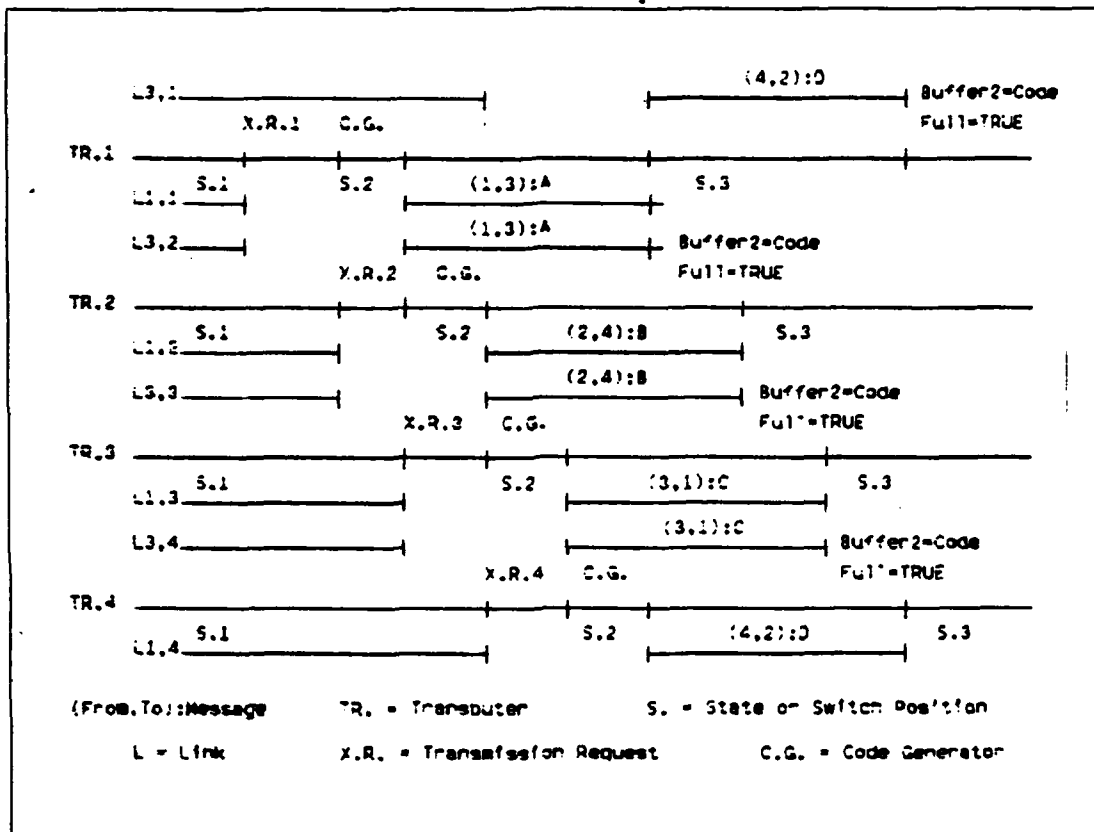 (4,2):D
L3,1 Buffer2=Code
X.R.1 C.G. Full=TRUE
TR.1
S.1 S.2 (1,3):A S.3
L1,1
(1,3):A
L3,2 Buffer2=Code
X.R.2 C.G. Full=TRUE
TR.2
S.1 S.2 (2,4):B S.3
L1,2
(2,4):B
L3,3 Buffer2=Code
X.R.3 C.G. Full=TRUE
TR.3
S.1 S.2 (3,1):C S.3
L1,3
(3,1):C
L3,4 Buffer2=Code
X.R.4 C.G. Full=TRUE
TR.4
S.1 S.2 (4,2):D S.3
L1,4
(From,To):Message TR. = Transputer S. = State or Switch Position
L = Link X.R. = Transmission Request C.G. = Code Generator